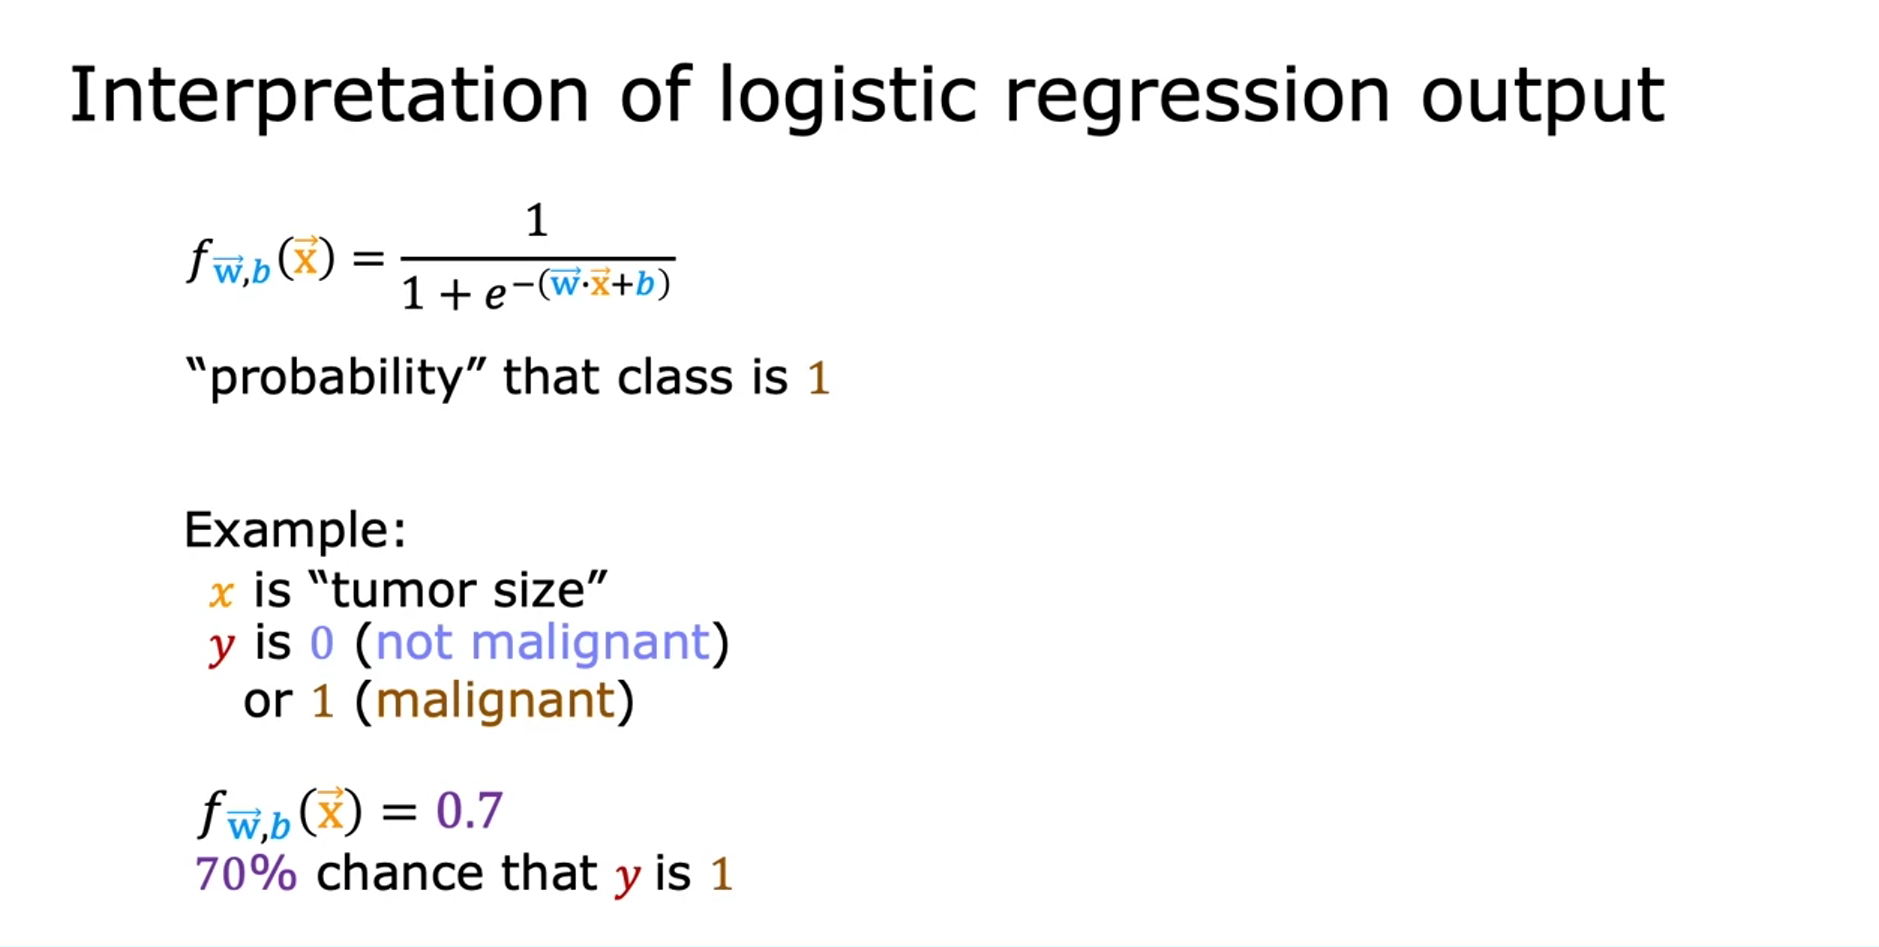 Interpretation of logistic regression output
f_{\vec{w},b}(\vec{x}) = \frac{1}{1 + e^{-(\vec{w}·\vec{x}+b)}}
“probability” that class is 1
Example:
x is “tumor size”
y is 0 (not malignant)
or 1 (malignant)
f_{\vec{w},b}(\vec{x}) = 0.7
70% chance that y is 1